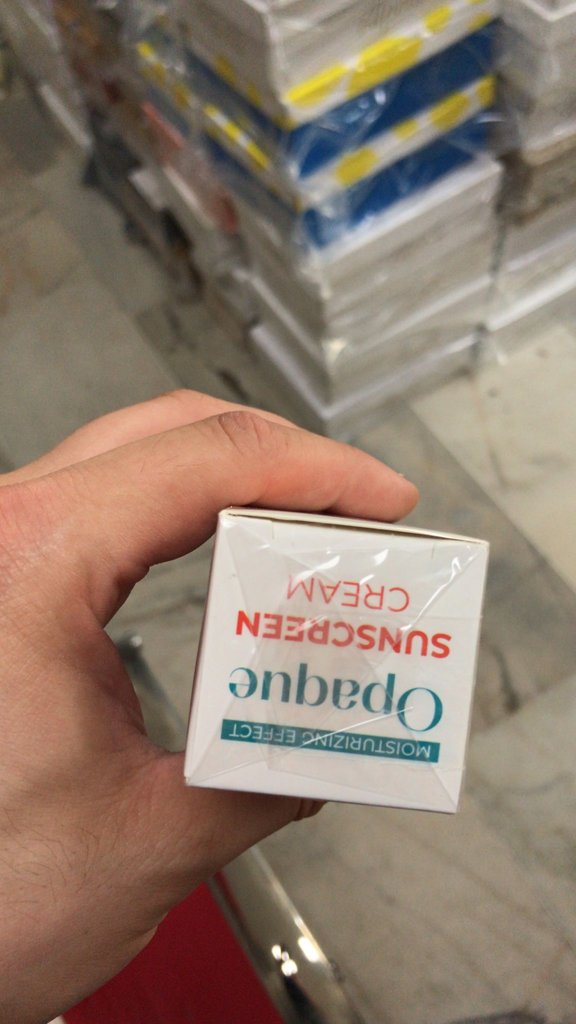 MOISTURIZING EFFECT
Opaque
SUNSCREEN
CREAM